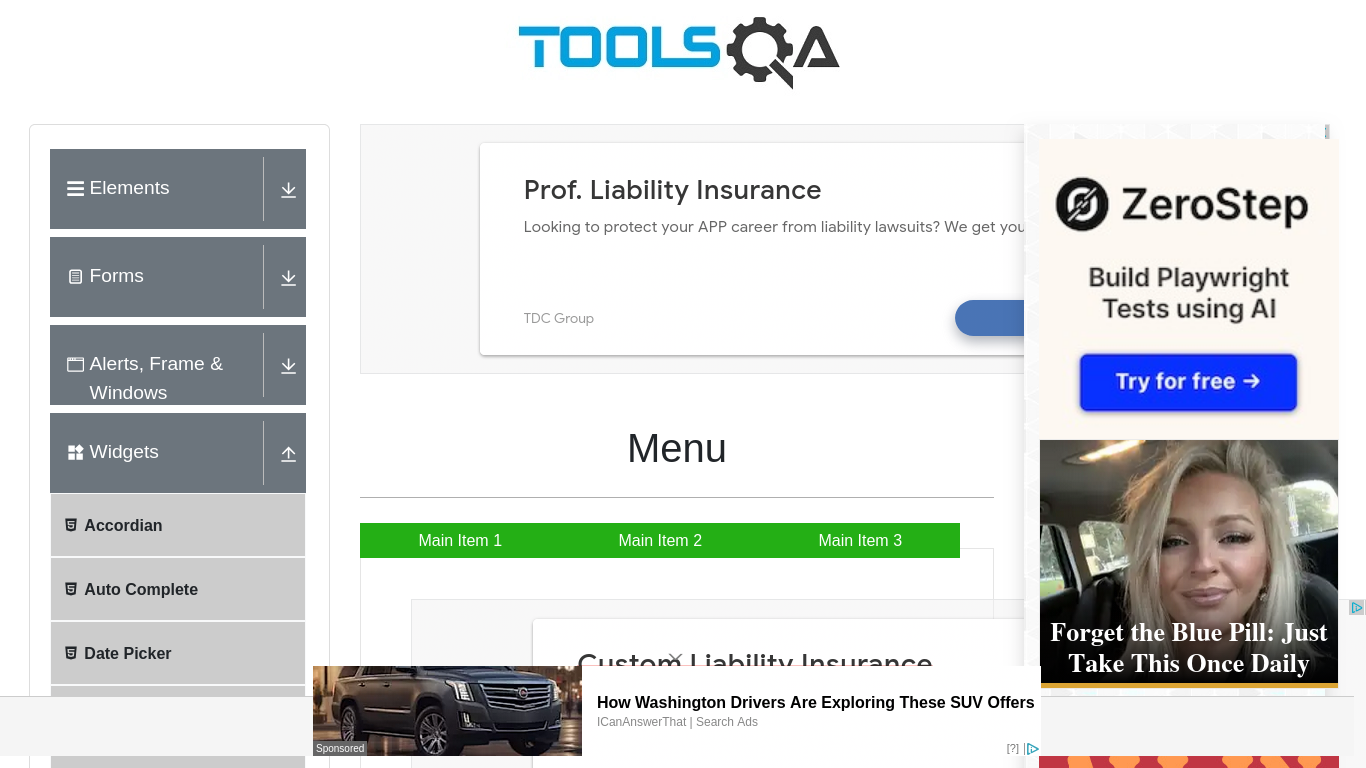 TOOLSQA
Elements
Forms
Alerts, Frame &
Windows
Widgets
Accordian
Auto Complete
Date Picker
Prof. Liability Insurance
Looking to protect your APP career from liability lawsuits? We get you
TDC Group
Menu
Main Item 1
Main Item 2
Main Item 3
Custom Liability Insurance
ZeroStep
Build Playwright
Tests using AI
Try for free →
Forget the Blue Pill: Just
Take This Once Daily
How Washington Drivers Are Exploring These SUV Offers
ICanAnswerThat | Search Ads
Sponsored
[?]